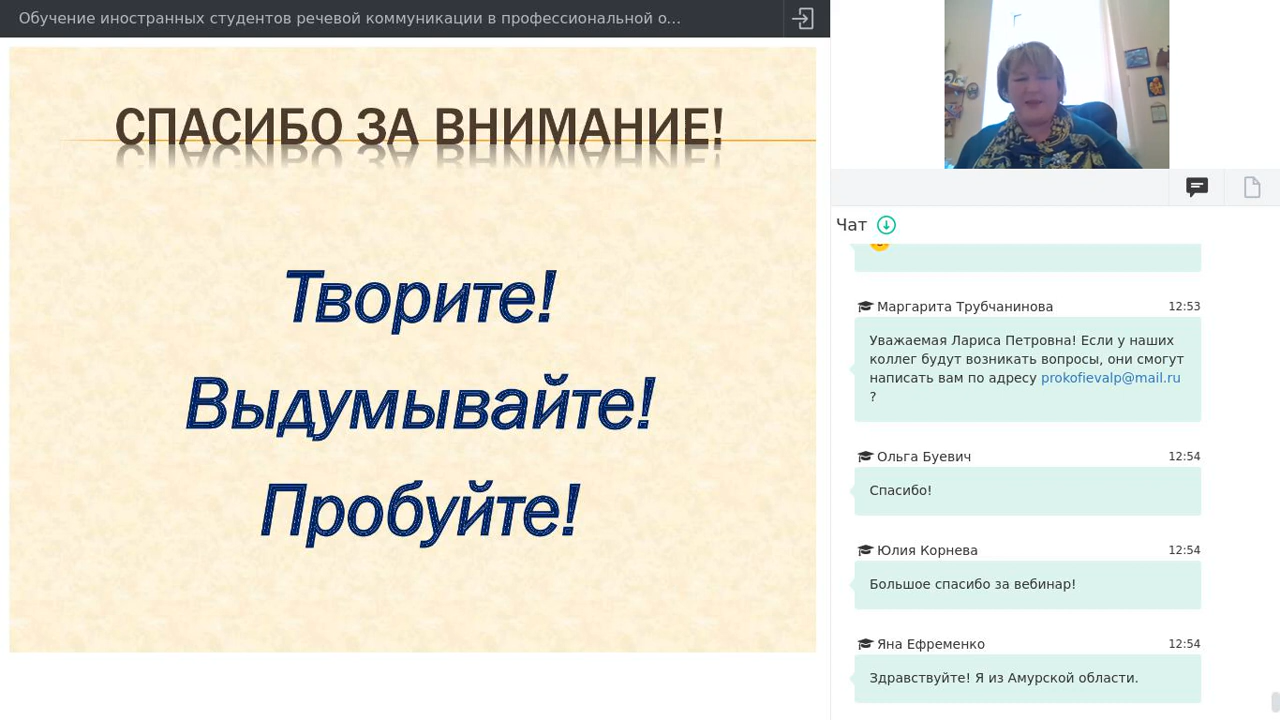 Обучение иностранных студентов речевой коммуникации в профессиональной о...
СПАСИБО ЗА ВНИМАНИЕ!
Творите!
Выдумывайте!
Пробуйте!
Чат
Маргарита Трубчанинова 12:53
Уважаемая Лариса Петровна! Если у наших
коллег будут возникать вопросы, они смогут
написать вам по адресу prokofievalp@mail.ru
?
Ольга Буевич 12:54
Спасибо!
Юлия Корнева 12:54
Большое спасибо за вебинар!
Яна Ефременко 12:54
Здравствуйте! Я из Амурской области.